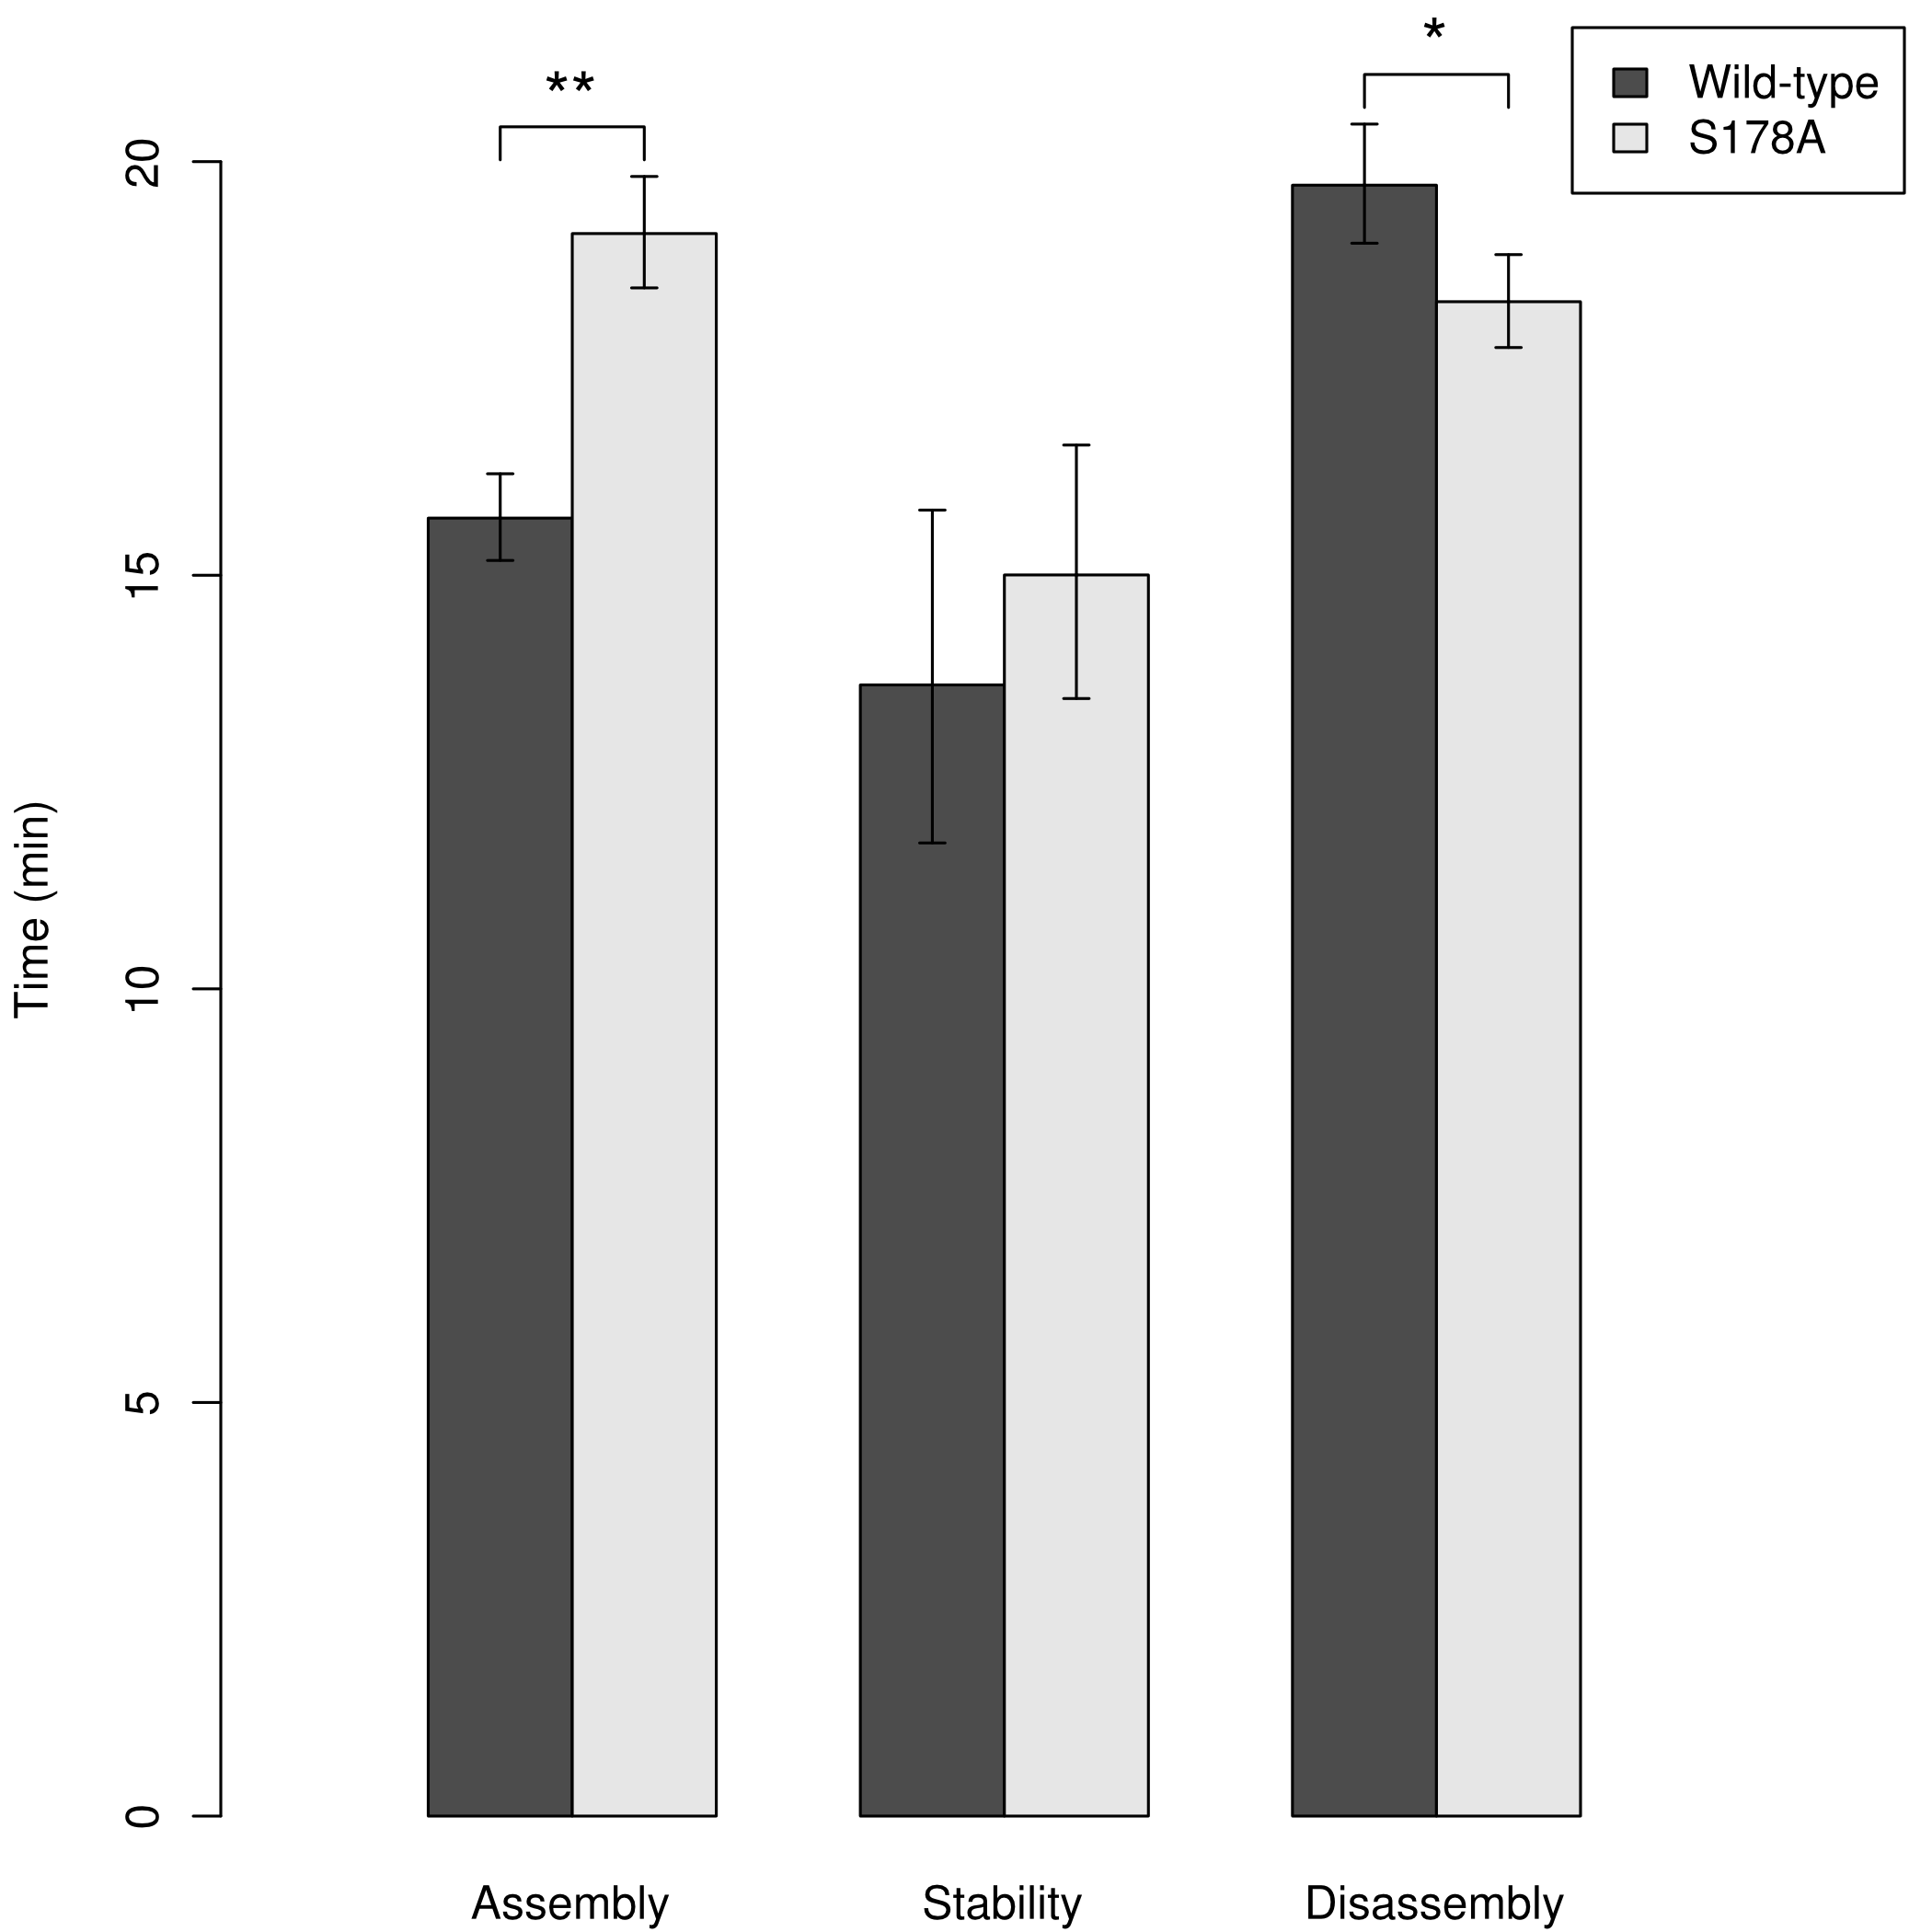 **
*
Wild-type
S178A
Time (min)
20
15
10
5
0
Assembly
Stability
Disassembly